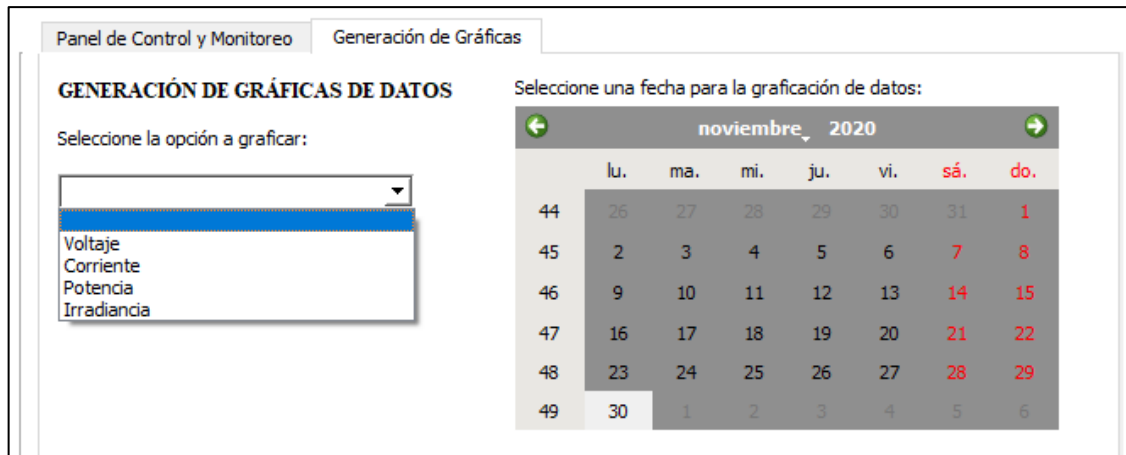 Panel de Control y Monitoreo Generación de Gráficas
GENERACIÓN DE GRÁFICAS DE DATOS
Seleccione la opción a graficar:
Voltaje
Corriente
Potencia
Irradiancia
Seleccione una fecha para la graficación de datos:
noviembre 2020
lu. ma. mi. ju. vi. sá. do.
44 26 27 28 29 30 31 1
45 2 3 4 5 6 7 8
46 9 10 11 12 13 14 15
47 16 17 18 19 20 21 22
48 23 24 25 26 27 28 29
49 30 1 2 3 4 5 6